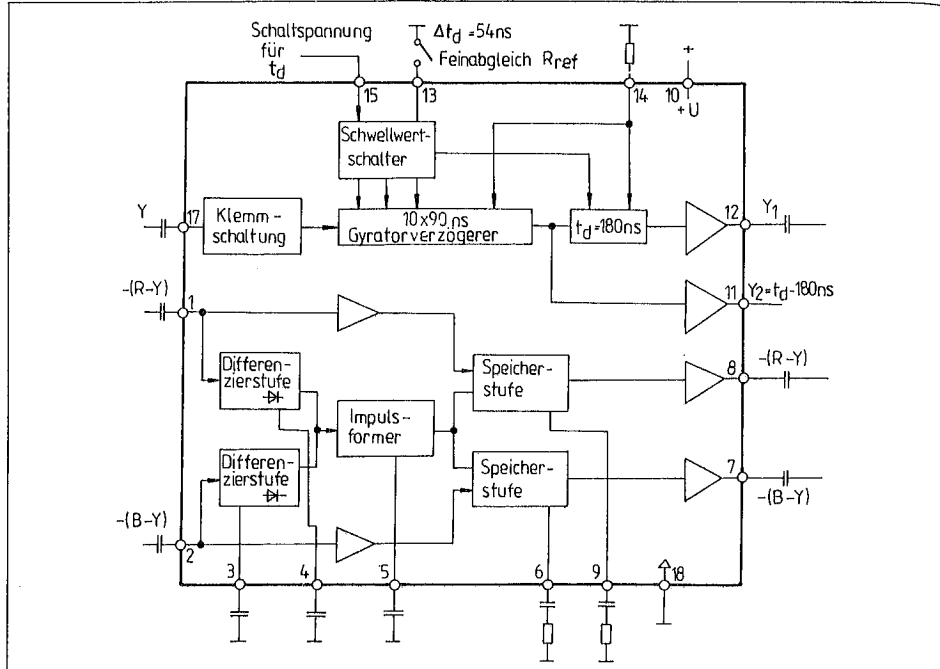 Schaltspannung
für
td
Δtd =54ns
Feinabgleich Rref
15
13
14
10
+
+U
Schwellwert-
schalter
Y
17
Klemm-
schaltung
10x90 ns
Gyratorverzögerer
td=180ns
12
Y1
11
Y2=td-180ns
-(R-Y)
1
Differen-
zierstufe
Speicher-
stufe
8
-(R-Y)
Impuls-
former
Differen-
zierstufe
Speicher-
stufe
7
-(B-Y)
-(B-Y)
2
3
4
5
6
9
18